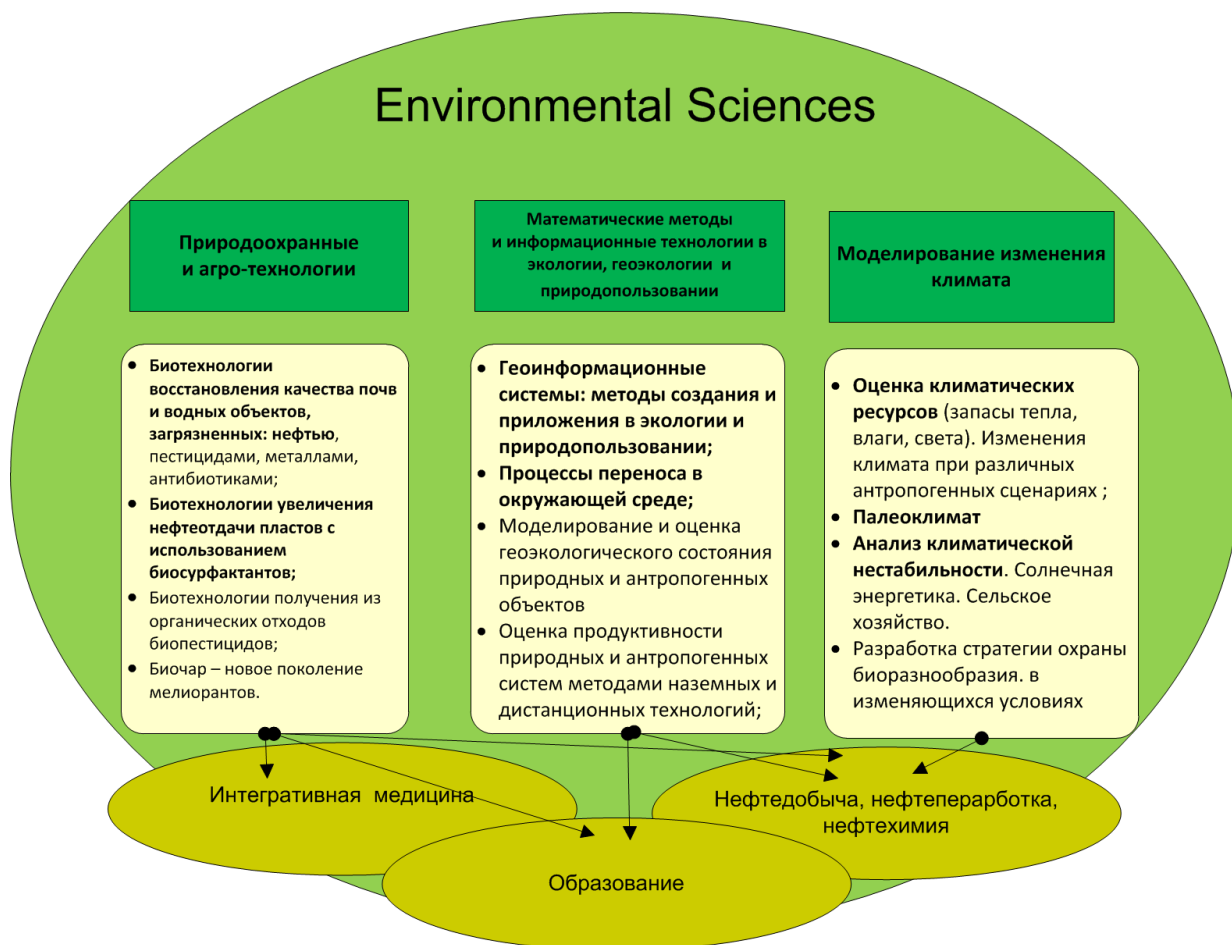 Environmental Sciences
Природоохранные
и агро-технологии
Математические методы
и информационные технологии в
экологии, геоэкологии и
природопользовании
Моделирование изменения
климата
• Биотехнологии
восстановления качества почв
и водных объектов,
загрязненных: нефтью,
пестицидами, металлами,
антибиотиками;
• Биотехнологии увеличения
нефтеотдачи пластов с
использованием
биосурфактантов;
• Биотехнологии получения из
органических отходов
биопестицидов;
• Биочар – новое поколение
мелиорантов.
• Геоинформационные
системы: методы создания и
приложения в экологии и
природопользовании;
• Процессы переноса в
окружающей среде;
• Моделирование и оценка
геоэкологического состояния
природных и антропогенных
объектов
• Оценка продуктивности
природных и антропогенных
систем методами наземных и
дистанционных технологий;
• Оценка климатических
ресурсов (запасы тепла,
влаги, света). Изменения
климата при различных
антропогенных сценариях ;
• Палеоклимат
• Анализ климатической
нестабильности. Солнечная
энергетика. Сельское
хозяйство.
• Разработка стратегии охраны
биоразнообразия. в
изменяющихся условиях
Интегративная медицина
Нефтедобыча, нефтеперарботка,
нефтехимия
Образование